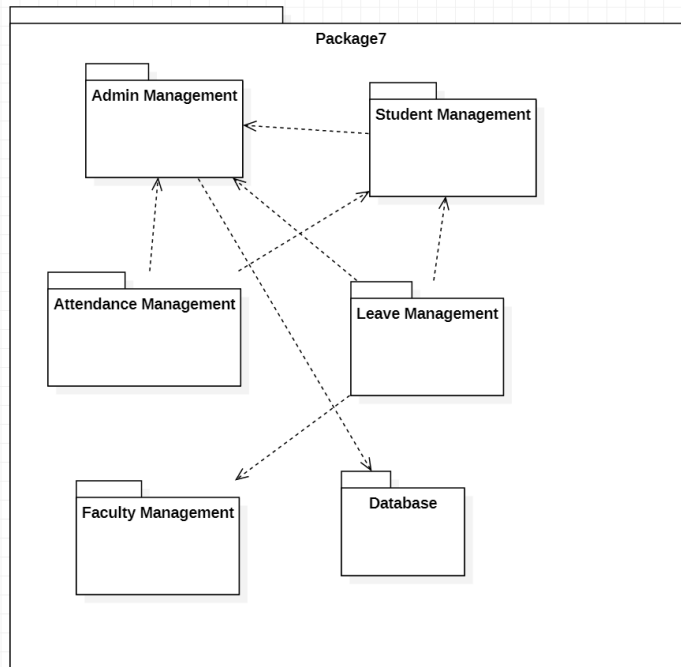 Package7
Admin Management
Student Management
Attendance Management
Leave Management
Faculty Management
Database